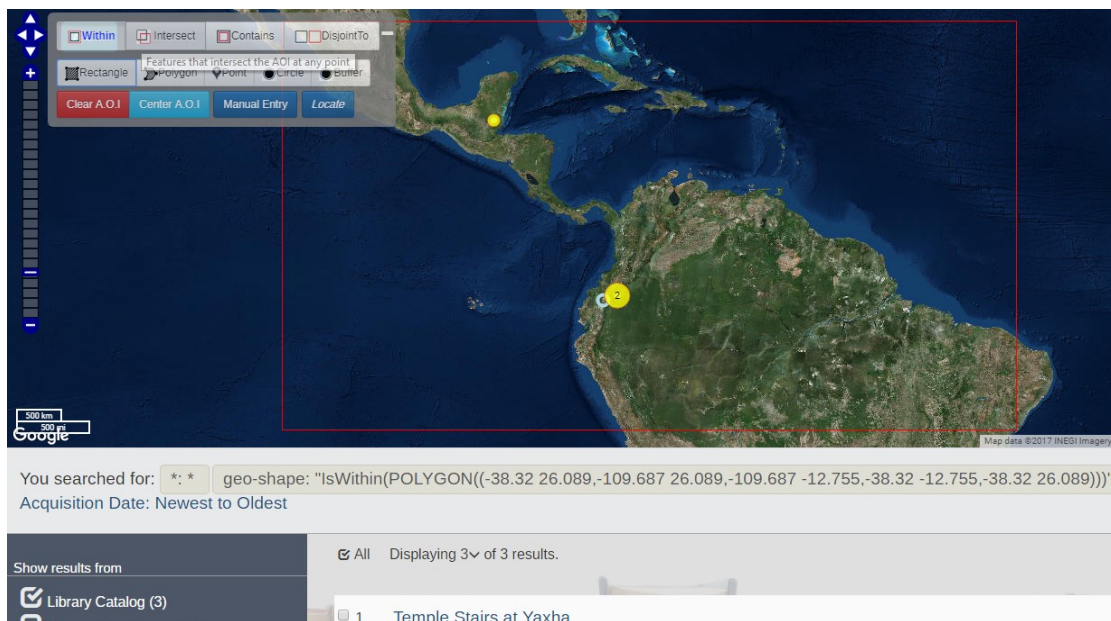 Within Intersect Contains DisjointTo
Features that intersect the AOI at any point
Rectangle Polygon Point Circle Buffer
Clear A.O.I Center A.O.I Manual Entry Locate
2
500 km
500 mi
Google
Map data ©2017 INEGI Imagery
You searched for: *: * geo-shape: "IsWithin(POLYGON((-38.32 26.089,-109.687 26.089,-109.687 -12.755,-38.32 -12.755,-38.32 26.089)))"
Acquisition Date: Newest to Oldest
All Displaying 3 of 3 results.
Show results from
Library Catalog (3)
1 Temple Stairs at Yaxha